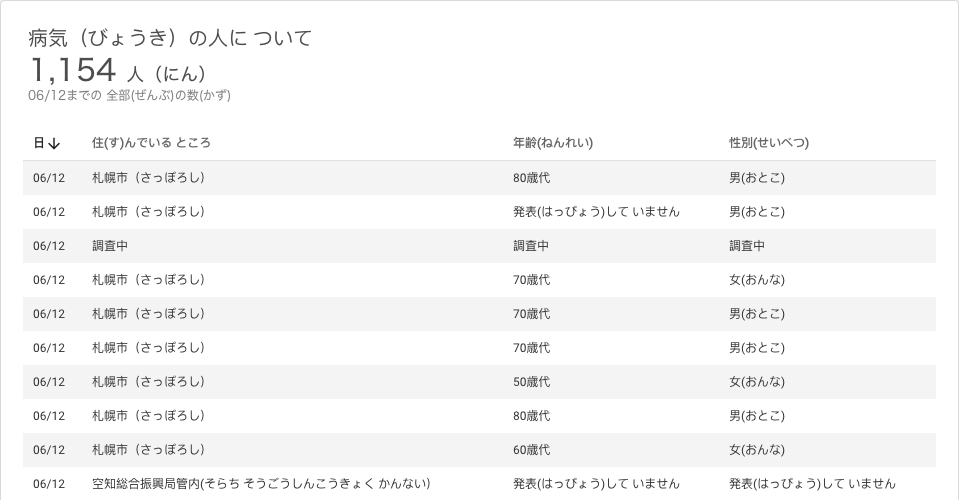 病気（びょうき）の人に ついて
1,154 人（にん）
06/12までの 全部(ぜんぶ)の数(かず)
日↓ 住(す)んでいる ところ 年齢(ねんれい) 性別(せいべつ)
06/12 札幌市（さっぽろし） 80歳代 男(おとこ)
06/12 札幌市（さっぽろし） 発表(はっぴょう)して いません 男(おとこ)
06/12 調査中 調査中 調査中
06/12 札幌市（さっぽろし） 70歳代 女(おんな)
06/12 札幌市（さっぽろし） 70歳代 男(おとこ)
06/12 札幌市（さっぽろし） 70歳代 男(おとこ)
06/12 札幌市（さっぽろし） 50歳代 女(おんな)
06/12 札幌市（さっぽろし） 80歳代 男(おとこ)
06/12 札幌市（さっぽろし） 60歳代 女(おんな)
06/12 空知総合振興局管内(そらち そうごうしんこうきょく かんない） 発表(はっぴょう)して いません 発表(はっぴょう)して いません